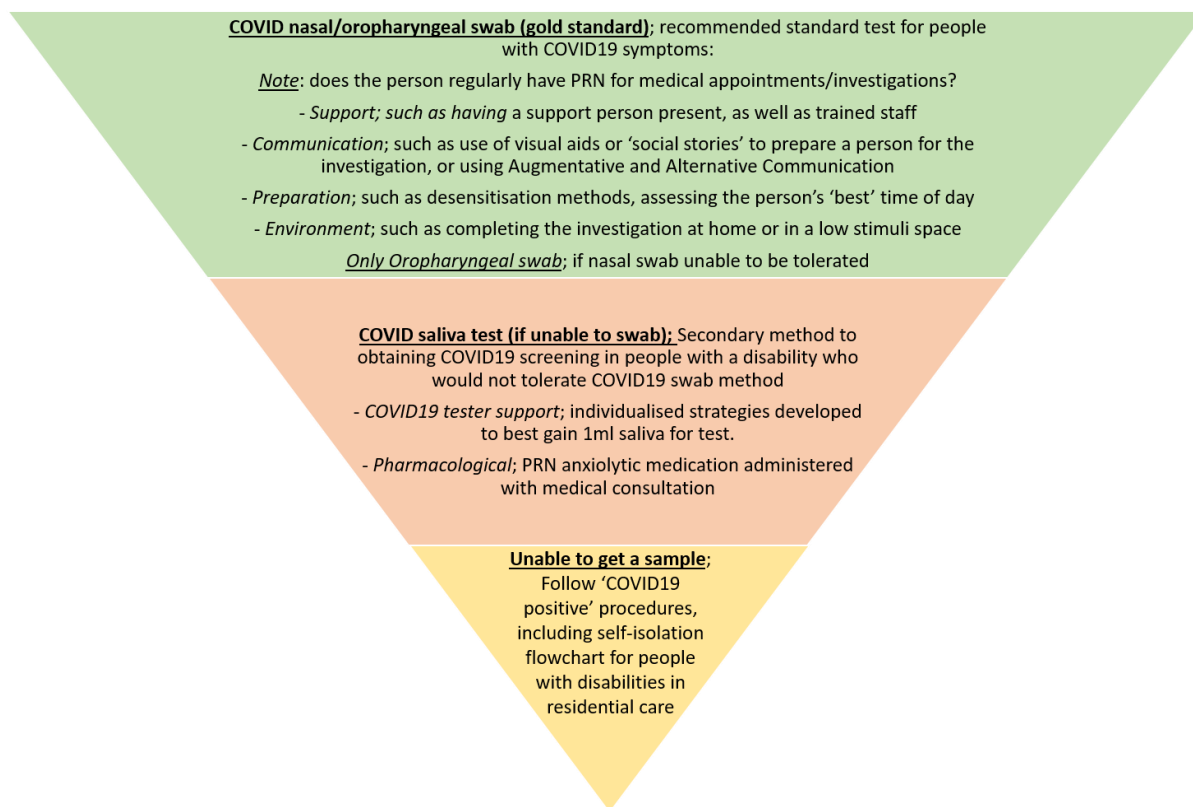 COVID nasal/oropharyngeal swab (gold standard); recommended standard test for people
with COVID19 symptoms:
Note: does the person regularly have PRN for medical appointments/investigations?
- Support; such as having a support person present, as well as trained staff
- Communication; such as use of visual aids or ‘social stories’ to prepare a person for the
investigation, or using Augmentative and Alternative Communication
- Preparation; such as desensitisation methods, assessing the person’s ‘best’ time of day
- Environment; such as completing the investigation at home or in a low stimuli space
Only Oropharyngeal swab; if nasal swab unable to be tolerated
COVID saliva test (if unable to swab); Secondary method to
obtaining COVID19 screening in people with a disability who
would not tolerate COVID19 swab method
- COVID19 tester support; individualised strategies developed
to best gain 1ml saliva for test.
- Pharmacological; PRN anxiolytic medication administered
with medical consultation
Unable to get a sample;
Follow ‘COVID19
positive’ procedures,
including self-isolation
flowchart for people
with disabilities in
residential care